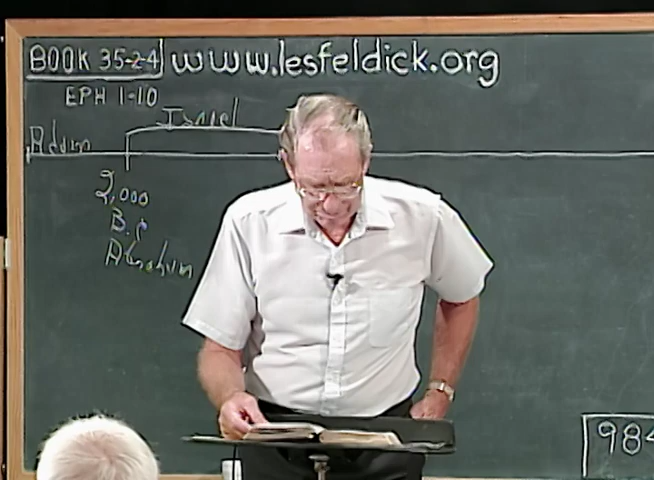 BOOK 35-2-4 www.lesfeldick.org
EPH 1-10
Israel
Adam
2,000
B.C
Abraham
984